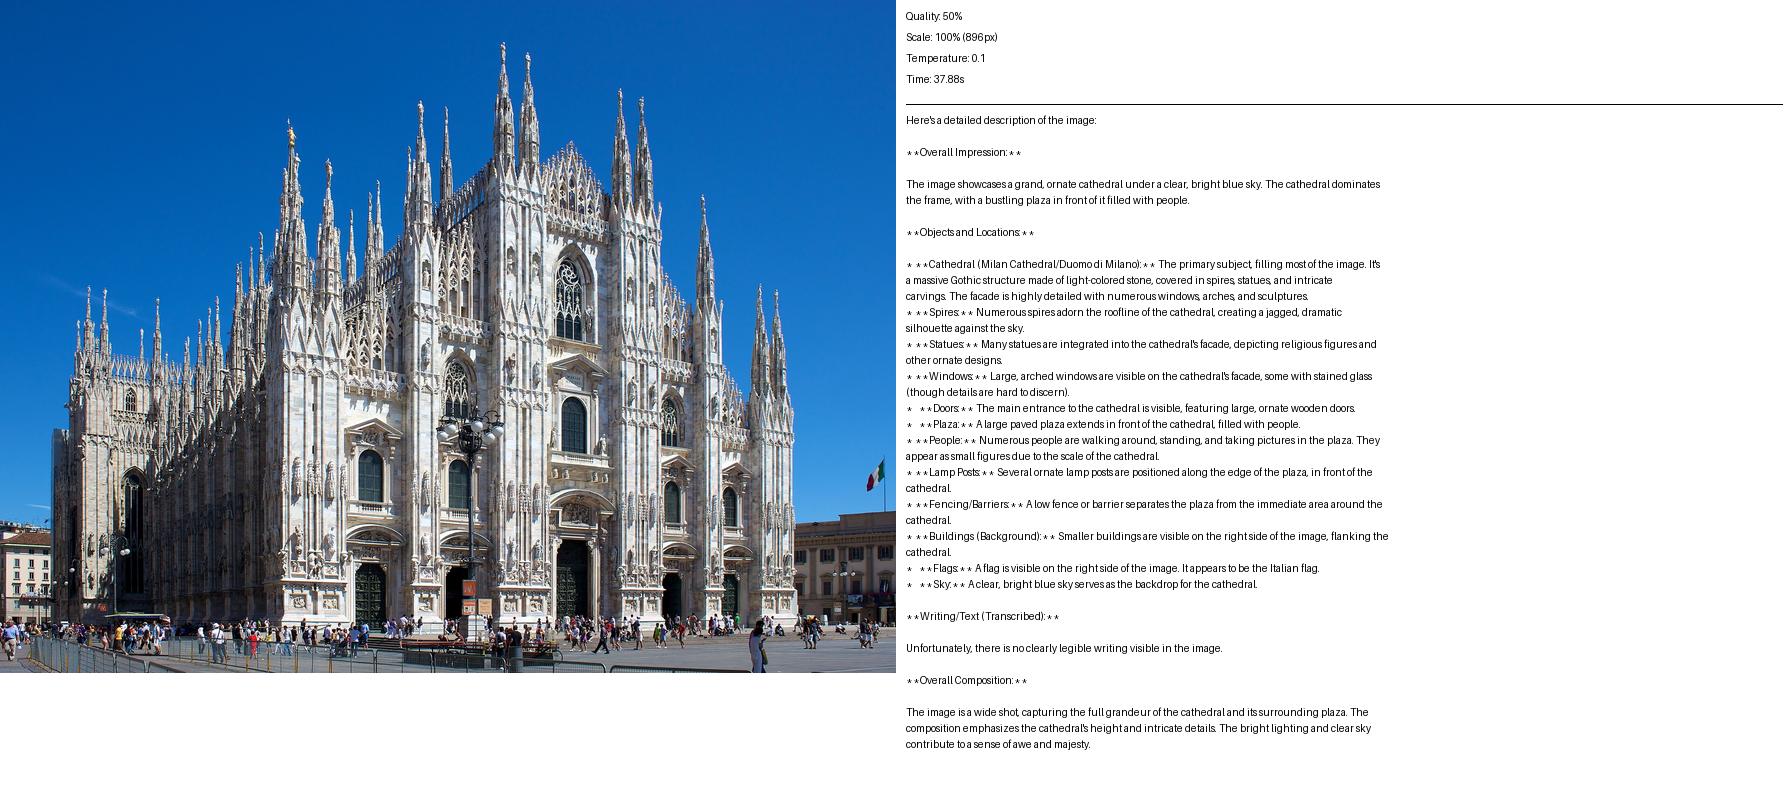 Quality: 50%
Scale: 100% (896px)
Temperature: 0.1
Time: 37.88s
Here's a detailed description of the image:
**Overall Impression:**
The image showcases a grand, ornate cathedral under a clear, bright blue sky. The cathedral dominates
the frame, with a bustling plaza in front of it filled with people.
**Objects and Locations:**
* **Cathedral (Milan Cathedral/Duomo di Milano):** The primary subject, filling most of the image. It's
a massive Gothic structure made of light-colored stone, covered in spires, statues, and intricate
carvings. The facade is highly detailed with numerous windows, arches, and sculptures.
* **Spires:** Numerous spires adorn the roofline of the cathedral, creating a jagged, dramatic
silhouette against the sky.
* **Statues:** Many statues are integrated into the cathedral's facade, depicting religious figures and
other ornate designs.
* **Windows:** Large, arched windows are visible on the cathedral's facade, some with stained glass
(though details are hard to discern).
* **Doors:** The main entrance to the cathedral is visible, featuring large, ornate wooden doors.
* **Plaza:** A large paved plaza extends in front of the cathedral, filled with people.
* **People:** Numerous people are walking around, standing, and taking pictures in the plaza. They
appear as small figures due to the scale of the cathedral.
* **Lamp Posts:** Several ornate lamp posts are positioned along the edge of the plaza, in front of the
cathedral.
* **Fencing/Barriers:** A low fence or barrier separates the plaza from the immediate area around the
cathedral.
* **Buildings (Background):** Smaller buildings are visible on the right side of the image, flanking the
cathedral.
* **Flags:** A flag is visible on the right side of the image. It appears to be the Italian flag.
* **Sky:** A clear, bright blue sky serves as the backdrop for the cathedral.
**Writing/Text (Transcribed):**
Unfortunately, there is no clearly legible writing visible in the image.
**Overall Composition:**
The image is a wide shot, capturing the full grandeur of the cathedral and its surrounding plaza. The
composition emphasizes the cathedral's height and intricate details. The bright lighting and clear sky
contribute to a sense of awe and majesty.